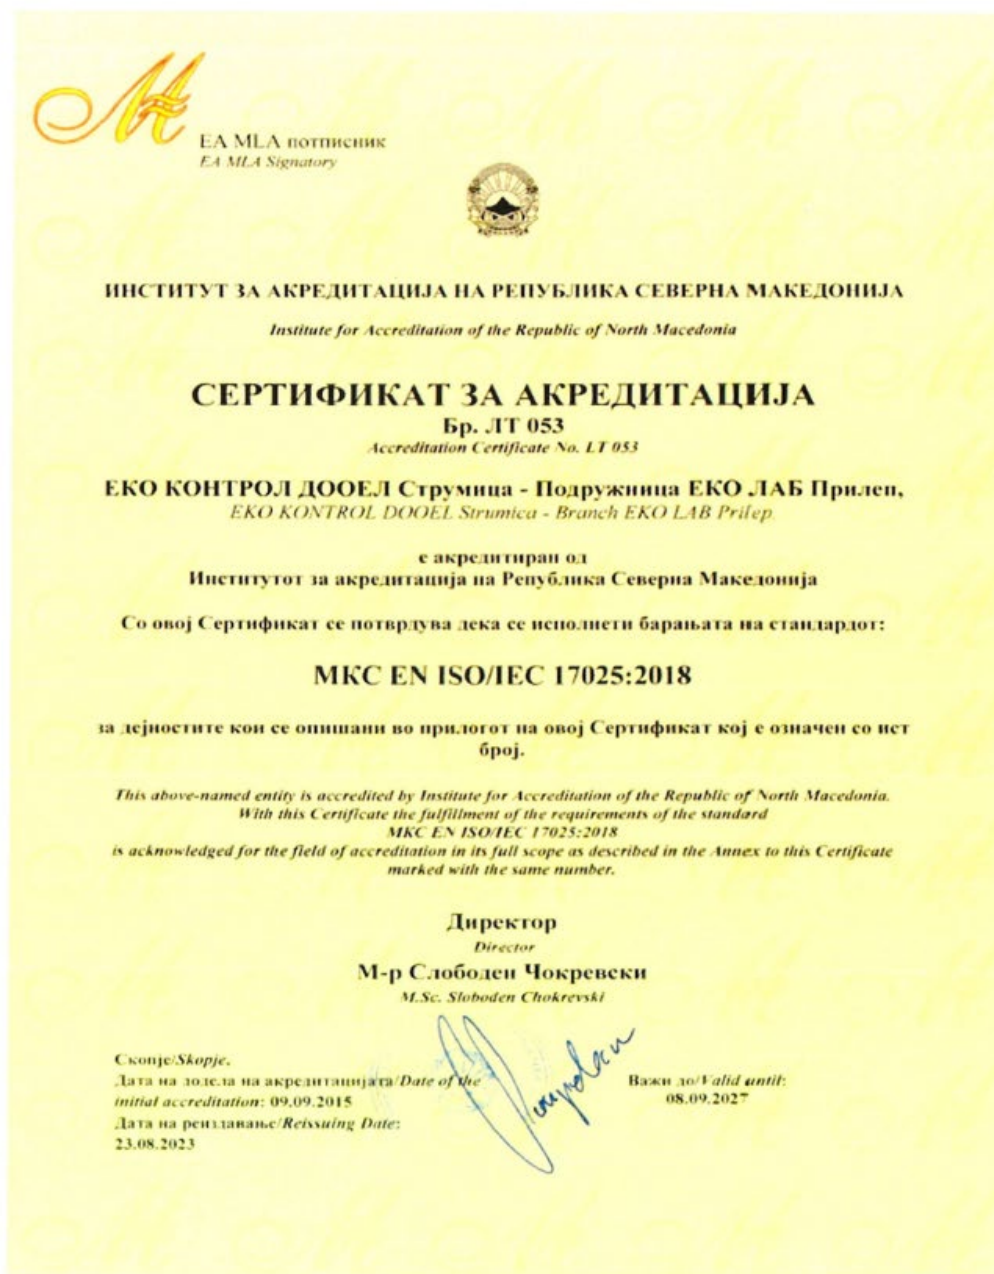 ЕА MLA потписник
EA MLA Signatory
ИНСТИТУТ ЗА АКРЕДИТАЦИЈА НА РЕПУБЛИКА СЕВЕРНА МАКЕДОНИЈА
Institute for Accreditation of the Republic of North Macedonia
СЕРТИФИКАТ ЗА АКРЕДИТАЦИЈА
Бр. ЛТ 053
Accreditation Certificate No. LT 053
ЕКО КОНТРОЛ ДООЕЛ Струмица - Подружница ЕКО ЛАБ Прилеп,
EKO KONTROL DOOEL Strumica - Branch EKO LAB Prilep
е акредитиран од
Институтот за акредитација на Република Северна Македонија
Со овој Сертификат се потврдува дека се исполнети барањата на стандардот:
МКС EN ISO/IEC 17025:2018
за дејностите кои се опишани во прилогот на овој Сертификат кој е означен со ист
број.
This above-named entity is accredited by Institute for Accreditation of the Republic of North Macedonia.
With this Certificate the fulfillment of the requirements of the standard
МКС EN ISO/IEC 17025:2018
is acknowledged for the field of accreditation in its full scope as described in the Annex to this Certificate
marked with the same number.
Директор
Director
М-р Слободен Чокревски
M.Sc. Sloboden Chokrevski
Скопје/Skopje,
Дата на додела на акредитацијата/Date of the
initial accreditation: 09.09.2015
Дата на реиздавање/Reissuing Date:
23.08.2023
Важи до/Valid until:
08.09.2027